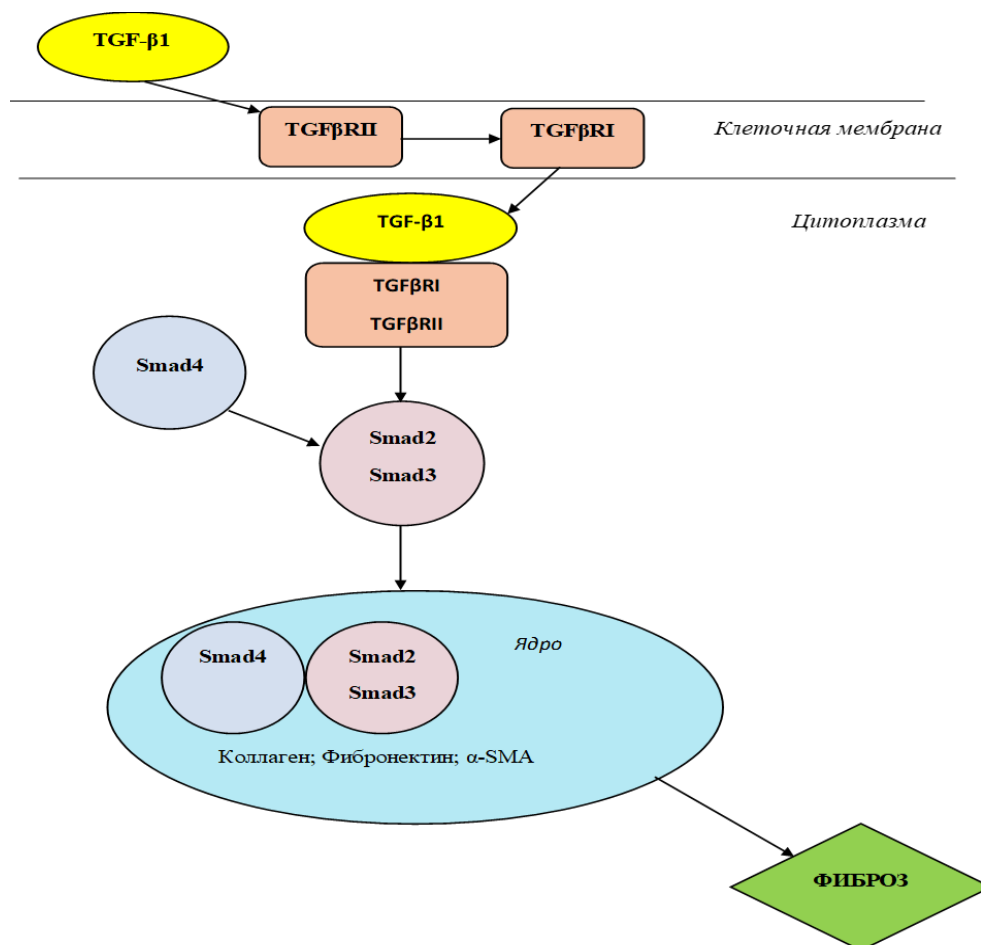 TGF-β1
TGFβRII
TGFβRI
Клеточная мембрана
TGF-β1
Цитоплазма
TGFβRI
TGFβRII
Smad4
Smad2
Smad3
Ядро
Smad4
Smad2
Smad3
Коллаген; Фибронектин; α-SMA
ФИБРОЗ